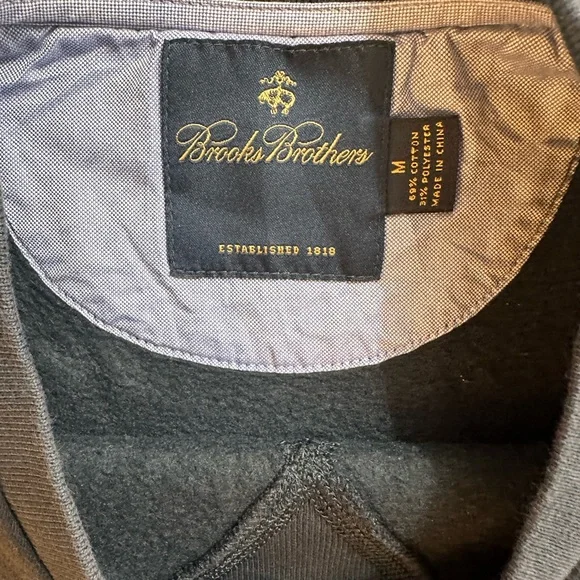 Brooks Brothers
ESTABLISHED 1818
M
69% COTTON
31% POLYESTER
MADE IN CHINA